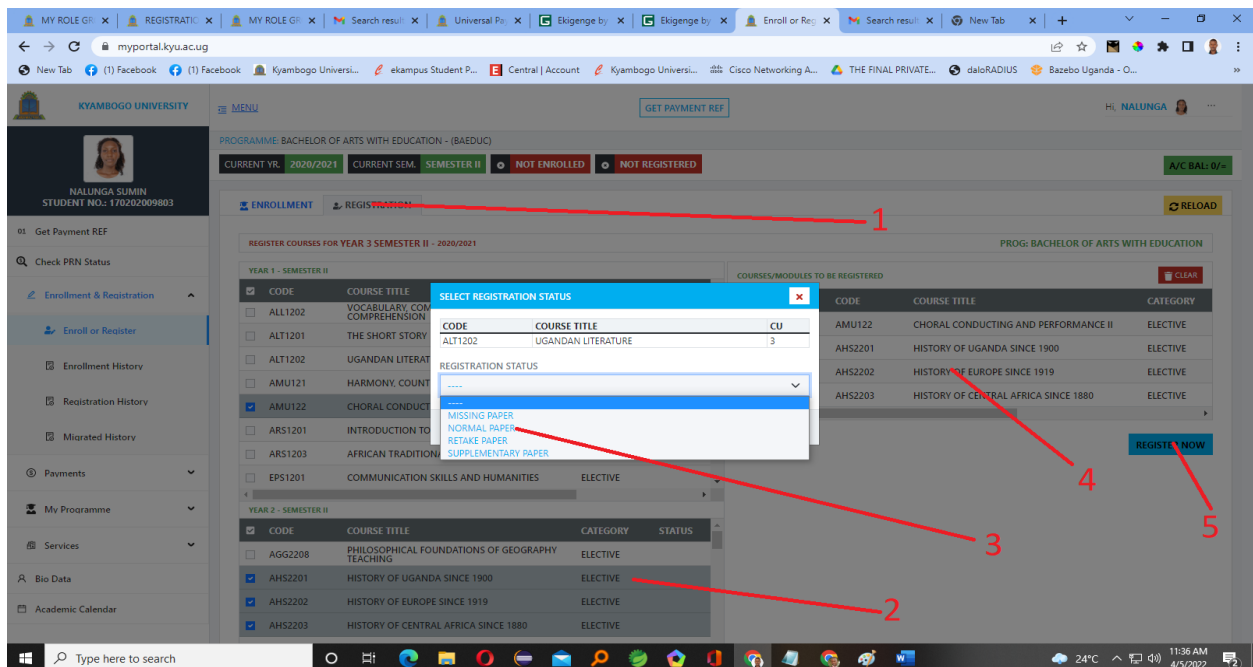 MY ROLE GR
REGISTRATIO
MY ROLE GR
Search result
Universal Pay
Ekigenge by
Ekigenge by
Enroll or Reg
Search result
New Tab
myportal.kyu.ac.ug
New Tab
(1) Facebook
(1) Facebook
Kyambogo Universi...
ekampus Student P...
Central | Account
Kyambogo Universi...
Cisco Networking A...
THE FINAL PRIVATE...
daloRADIUS
Bazebo Uganda - O...
KYAMBOGO UNIVERSITY
MENU
GET PAYMENT REF
Hi, NALUNGA
PROGRAMME: BACHELOR OF ARTS WITH EDUCATION - (BAEDUC)
CURRENT YR. 2020/2021 CURRENT SEM. SEMESTER II NOT ENROLLED NOT REGISTERED
A/C BAL: 0/=
NALUNGA SUMIN
STUDENT NO.: 170202009803
01 Get Payment REF
Check PRN Status
Enrollment & Registration
Enroll or Register
Enrollment History
Registration History
Migrated History
Payments
My Programme
Services
Bio Data
Academic Calendar
ENROLLMENT
REGISTRATION
1
RELOAD
REGISTER COURSES FOR YEAR 3 SEMESTER II - 2020/2021
PROG: BACHELOR OF ARTS WITH EDUCATION
YEAR 1 - SEMESTER II
CODE COURSE TITLE
ALL1202 VOCABULARY, COM
COMPREHENSION
ALT1201 THE SHORT STORY
ALT1202 UGANDAN LITERAT
AMU121 HARMONY, COUNT
AMU122 CHORAL CONDUCT
ARS1201 INTRODUCTION TO
ARS1203 AFRICAN TRADITION
EPS1201 COMMUNICATION SKILLS AND HUMANITIES ELECTIVE
YEAR 2 - SEMESTER II
CODE COURSE TITLE CATEGORY STATUS
AGG2208 PHILOSOPHICAL FOUNDATIONS OF GEOGRAPHY
TEACHING ELECTIVE
AHS2201 HISTORY OF UGANDA SINCE 1900 ELECTIVE
AHS2202 HISTORY OF EUROPE SINCE 1919 ELECTIVE
AHS2203 HISTORY OF CENTRAL AFRICA SINCE 1880 ELECTIVE
2
SELECT REGISTRATION STATUS
CODE COURSE TITLE CU
ALT1202 UGANDAN LITERATURE 3
REGISTRATION STATUS
----
----
MISSING PAPER
NORMAL PAPER
RETAKE PAPER
SUPPLEMENTARY PAPER
3
COURSES/MODULES TO BE REGISTERED
CLEAR
CODE COURSE TITLE CATEGORY
AMU122 CHORAL CONDUCTING AND PERFORMANCE II ELECTIVE
AHS2201 HISTORY OF UGANDA SINCE 1900 ELECTIVE
AHS2202 HISTORY OF EUROPE SINCE 1919 ELECTIVE
AHS2203 HISTORY OF CENTRAL AFRICA SINCE 1880 ELECTIVE
REGISTER NOW
4
5
Type here to search
24°C
11:36 AM
4/5/2022